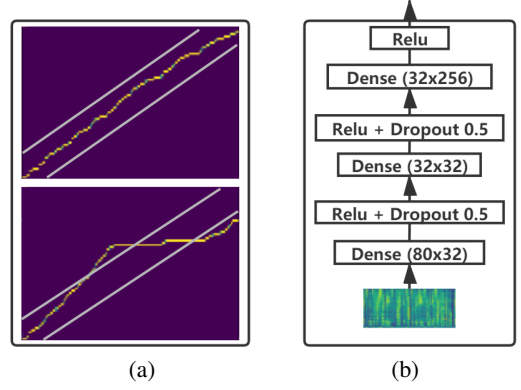 Relu
Dense (32x256)
Relu + Dropout 0.5
Dense (32x32)
Relu + Dropout 0.5
Dense (80x32)
(a)
(b)